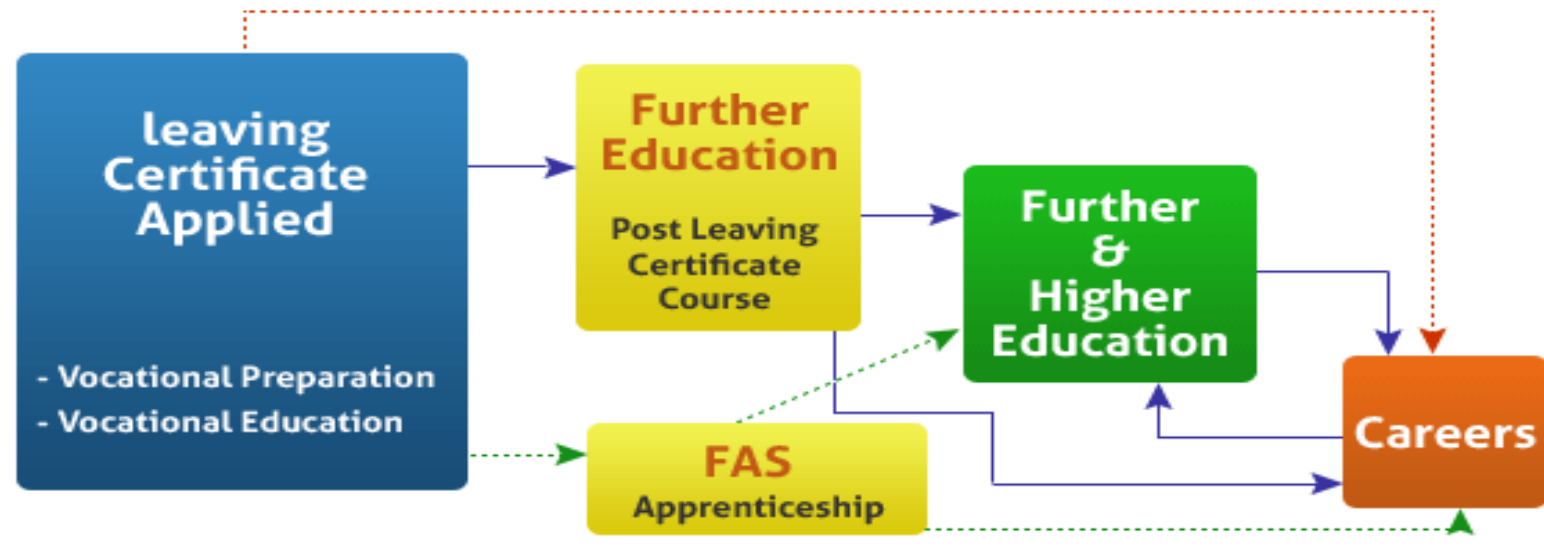 leaving
Certificate
Applied
- Vocational Preparation
- Vocational Education
Further
Education
Post Leaving
Certificate
Course
FAS
Apprenticeship
Further
&
Higher
Education
Careers